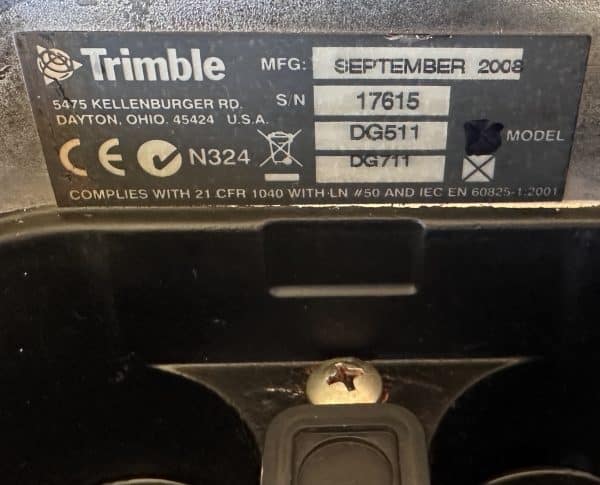 Trimble
MFG: SEPTEMBER 2008
5475 KELLENBURGER RD.
DAYTON, OHIO. 45424 U.S.A.
S/N 17615
CE N324
DG511 MODEL
DG711
COMPLIES WITH 21 CFR 1040 WITH LN #50 AND IEC EN 60825-1:2001